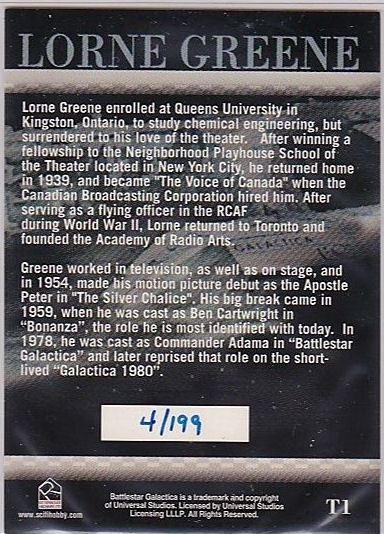 LORNE GREENE
Lorne Greene enrolled at Queens University in
Kingston, Ontario, to study chemical engineering, but
surrendered to his love of the theater. After winning a
fellowship to the Neighborhood Playhouse School of
the Theater located in New York City, he returned home
in 1939, and became "The Voice of Canada" when the
Canadian Broadcasting Corporation hired him. After
serving as a flying officer in the RCAF
during World War II, Lorne returned to Toronto and
founded the Academy of Radio Arts.
Greene worked in television, as well as on stage, and
in 1954, made his motion picture debut as the Apostle
Peter in "The Silver Chalice". His big break came in
1959, when he was cast as Ben Cartwright in
"Bonanza", the role he is most identified with today. In
1978, he was cast as Commander Adama in "Battlestar
Galactica" and later reprised that role on the short-
lived "Galactica 1980".
GALACTICA
4/199
www.scifihobby.com
Battlestar Galactica is a trademark and copyright
of Universal Studios. Licensed by Universal Studios
Licensing LLLP. All Rights Reserved.
T1